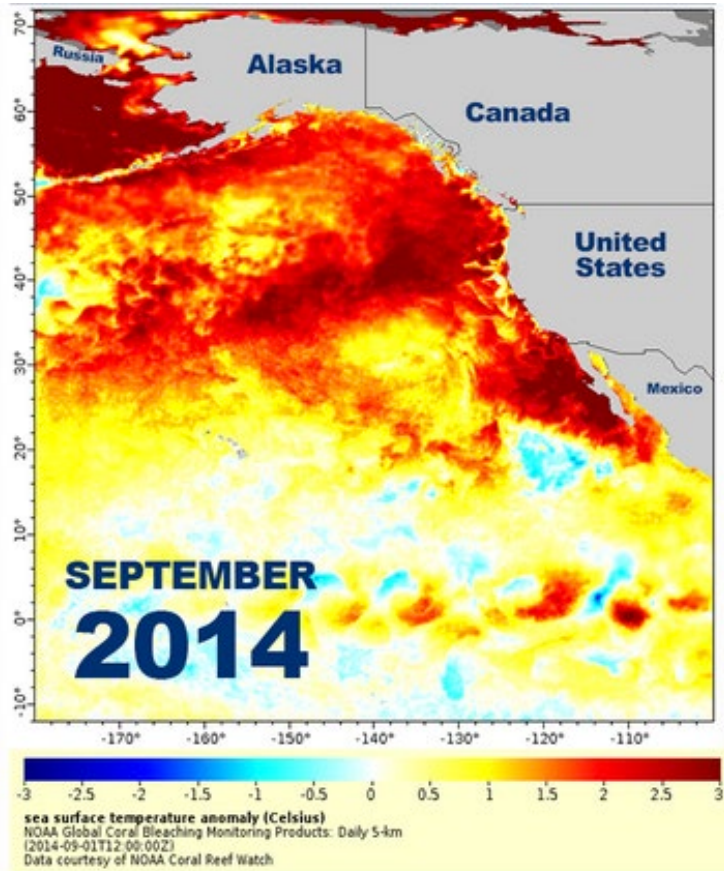 72°
Russia
Alaska
60°
Canada
50°
United
States
40°
30°
Mexico
20°
10°
SEPTEMBER
2014
0°
-10°
-170° -160° -150° -140° -130° -120° -110°
-3 -2.5 -2 -1.5 -1 -0.5 0 0.5 1 1.5 2 2.5 3
sea surface temperature anomaly (Celsius)
NOAA Global Coral Bleaching Monitoring Products: Daily 5-km
(2014-09-01T12:00:00Z)
Data courtesy of NOAA Coral Reef Watch